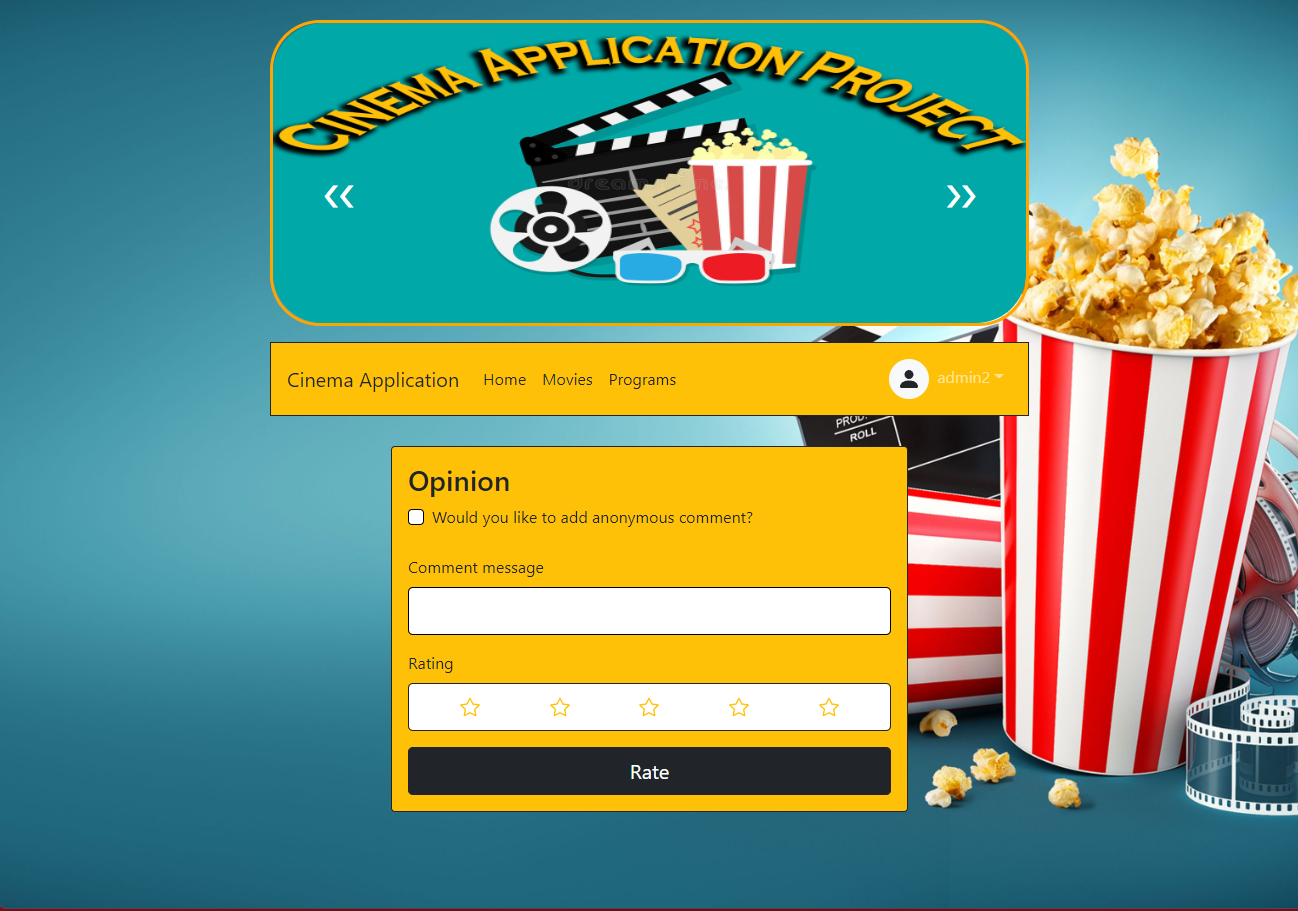 Cinema Application Project
« »
Cinema Application Home Movies Programs admin2
PROD.
ROLL
Opinion
Would you like to add anonymous comment?
Comment message
Rating
Rate